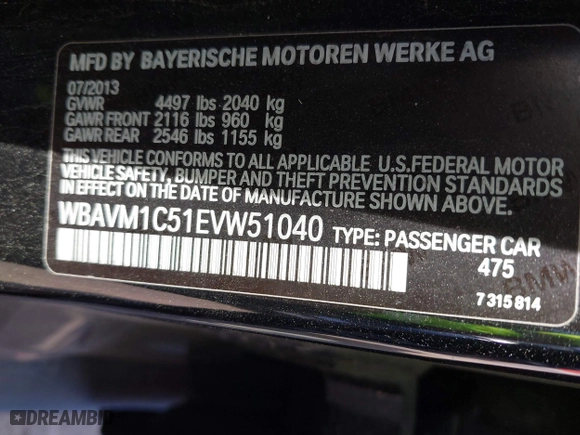 MFD BY BAYERISCHE MOTOREN WERKE AG
07/2013
GVWR 4497 lbs 2040 kg
GAWR FRONT 2116 lbs 960 kg
GAWR REAR 2546 lbs 1155 kg
THIS VEHICLE CONFORMS TO ALL APPLICABLE U.S.FEDERAL MOTOR
VEHICLE SAFETY, BUMPER AND THEFT PREVENTION STANDARDS
IN EFFECT ON THE DATE OF MANUFACTURE SHOWN ABOVE.
WBAVM1C51EVW51040 TYPE: PASSENGER CAR
475
BMW
7 315 814
DREAMBID